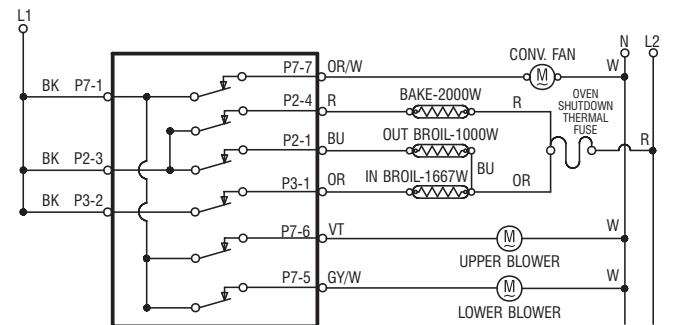 L1
N
L2
CONV. FAN
P7-7
OR/W
M
W
BK
P7-1
BAKE-2000W
P2-4
R
R
OVEN
SHUTDOWN
THERMAL
FUSE
OUT BROIL-1000W
P2-1
BU
R
BK
P2-3
BU
IN BROIL-1667W
P3-1
OR
OR
BK
P3-2
P7-6
VT
M
W
UPPER BLOWER
P7-5
GY/W
M
W
LOWER BLOWER